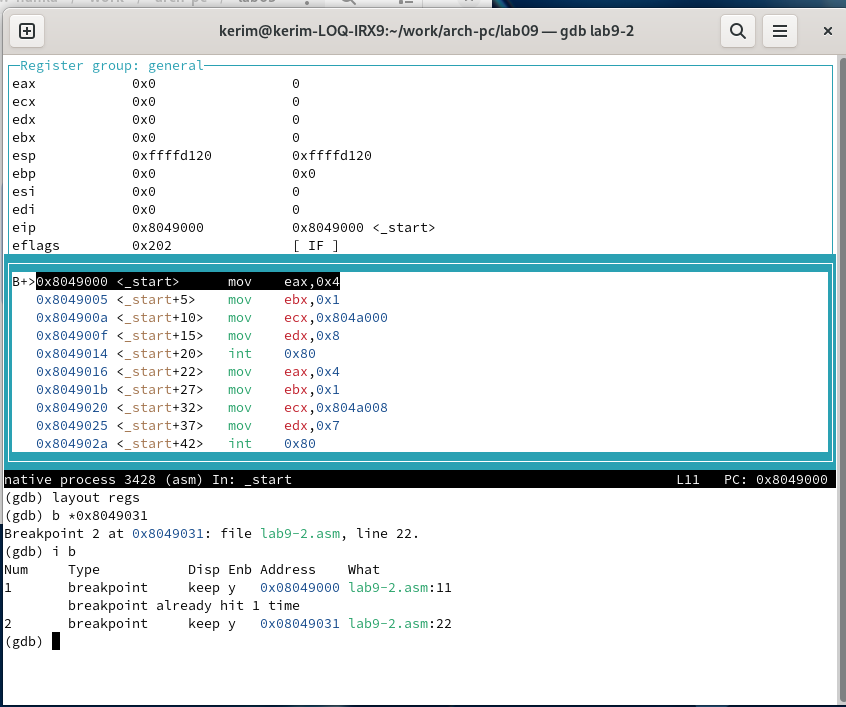 kerim@kerim-LOQ-IRX9:~/work/arch-pc/lab09 — gdb lab9-2
Register group: general
eax 0x0 0
ecx 0x0 0
edx 0x0 0
ebx 0x0 0
esp 0xffffd120 0xffffd120
ebp 0x0 0x0
esi 0x0 0
edi 0x0 0
eip 0x8049000 0x8049000 <_start>
eflags 0x202 [ IF ]
B+>0x8049000 <_start> mov eax,0x4
0x8049005 <_start+5> mov ebx,0x1
0x804900a <_start+10> mov ecx,0x804a000
0x804900f <_start+15> mov edx,0x8
0x8049014 <_start+20> int 0x80
0x8049016 <_start+22> mov eax,0x4
0x804901b <_start+27> mov ebx,0x1
0x8049020 <_start+32> mov ecx,0x804a008
0x8049025 <_start+37> mov edx,0x7
0x804902a <_start+42> int 0x80
native process 3428 (asm) In: _start L11 PC: 0x8049000
(gdb) layout regs
(gdb) b *0x8049031
Breakpoint 2 at 0x8049031: file lab9-2.asm, line 22.
(gdb) i b
Num Type Disp Enb Address What
1 breakpoint keep y 0x08049000 lab9-2.asm:11
breakpoint already hit 1 time
2 breakpoint keep y 0x08049031 lab9-2.asm:22
(gdb)